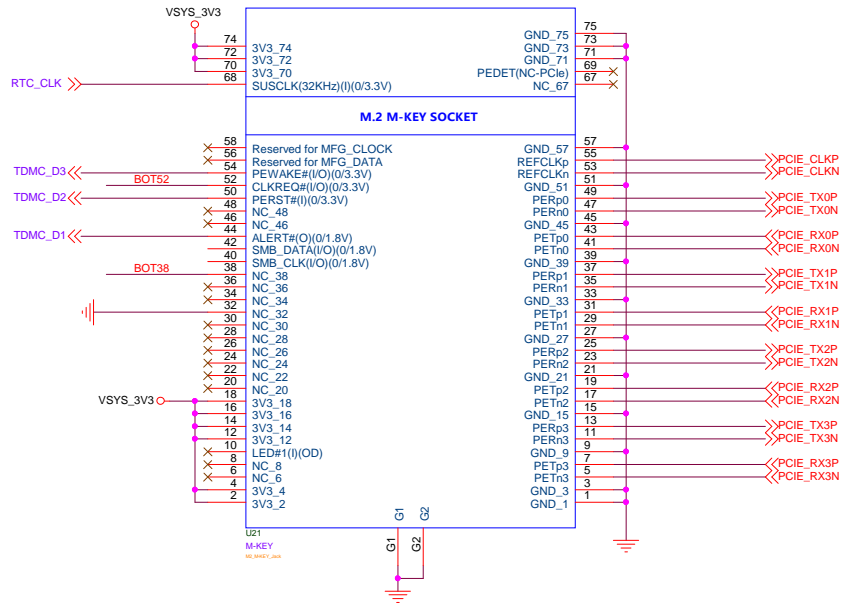 VSYS_3V3
74 3V3_74 GND_75 75
72 3V3_72 GND_73 73
70 3V3_70 GND_71 71
RTC_CLK 68 SUSCLK(32KHz)(I)(0/3.3V) PEDET(NC-PCIe) 69
NC_67 67
M.2 M-KEY SOCKET
58 Reserved for MFG_CLOCK GND_57 57
56 Reserved for MFG_DATA REFCLKp 55 PCIE_CLKP
TDMC_D3 54 PEWAKE#(I/O)(0/3.3V) REFCLKn 53 PCIE_CLKN
BOT52 52 CLKREQ#(I/O)(0/3.3V) GND_51 51
TDMC_D2 50 PERST#(I)(0/3.3V) PERp0 49 PCIE_TX0P
48 NC_48 PERn0 47 PCIE_TX0N
46 NC_46 GND_45 45
TDMC_D1 44 ALERT#(O)(0/1.8V) PETp0 43 PCIE_RX0P
42 SMB_DATA(I/O)(0/1.8V) PETn0 41 PCIE_RX0N
40 SMB_CLK(I/O)(0/1.8V) GND_39 39
BOT38 38 NC_38 PERp1 37 PCIE_TX1P
36 NC_36 PERn1 35 PCIE_TX1N
34 NC_34 GND_33 33
32 NC_32 PETp1 31 PCIE_RX1P
30 NC_30 PETn1 29 PCIE_RX1N
28 NC_28 GND_27 27
26 NC_26 PERp2 25 PCIE_TX2P
24 NC_24 PERn2 23 PCIE_TX2N
22 NC_22 GND_21 21
20 NC_20 PETp2 19 PCIE_RX2P
VSYS_3V3 18 3V3_18 PETn2 17 PCIE_RX2N
16 3V3_16 GND_15 15
14 3V3_14 PERp3 13 PCIE_TX3P
12 3V3_12 PERn3 11 PCIE_TX3N
10 LED#1(I)(OD) GND_9 9
8 NC_8 PETp3 7 PCIE_RX3P
6 NC_6 PETn3 5 PCIE_RX3N
4 3V3_4 GND_3 3
2 3V3_2 GND_1 1
G1 G2
U21
M-KEY
M2_M-KEY_Jack
G1 G2